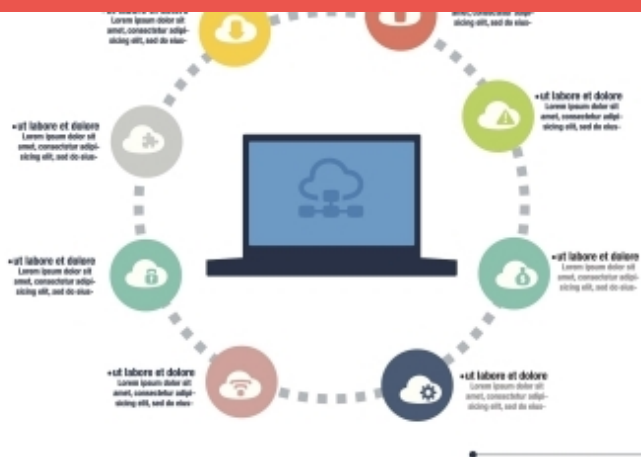 Lorem ipsum dolor sit
amet, consectetur adipi-
sicing elit, sed do eius-
sicing elit, sed do eius-
•ut labore et dolore
Lorem ipsum dolor sit
amet, consectetur adipi-
sicing elit, sed do eius-
•ut labore et dolore
Lorem ipsum dolor sit
amet, consectetur adipi-
sicing elit, sed do eius-
•ut labore et dolore
Lorem ipsum dolor sit
amet, consectetur adipi-
sicing elit, sed do eius-
•ut labore et dolore
Lorem ipsum dolor sit
amet, consectetur adipi-
sicing elit, sed do eius-
•ut labore et dolore
Lorem ipsum dolor sit
amet, consectetur adipi-
sicing elit, sed do eius-
•ut labore et dolore
Lorem ipsum dolor sit
amet, consectetur adipi-
sicing elit, sed do eius-